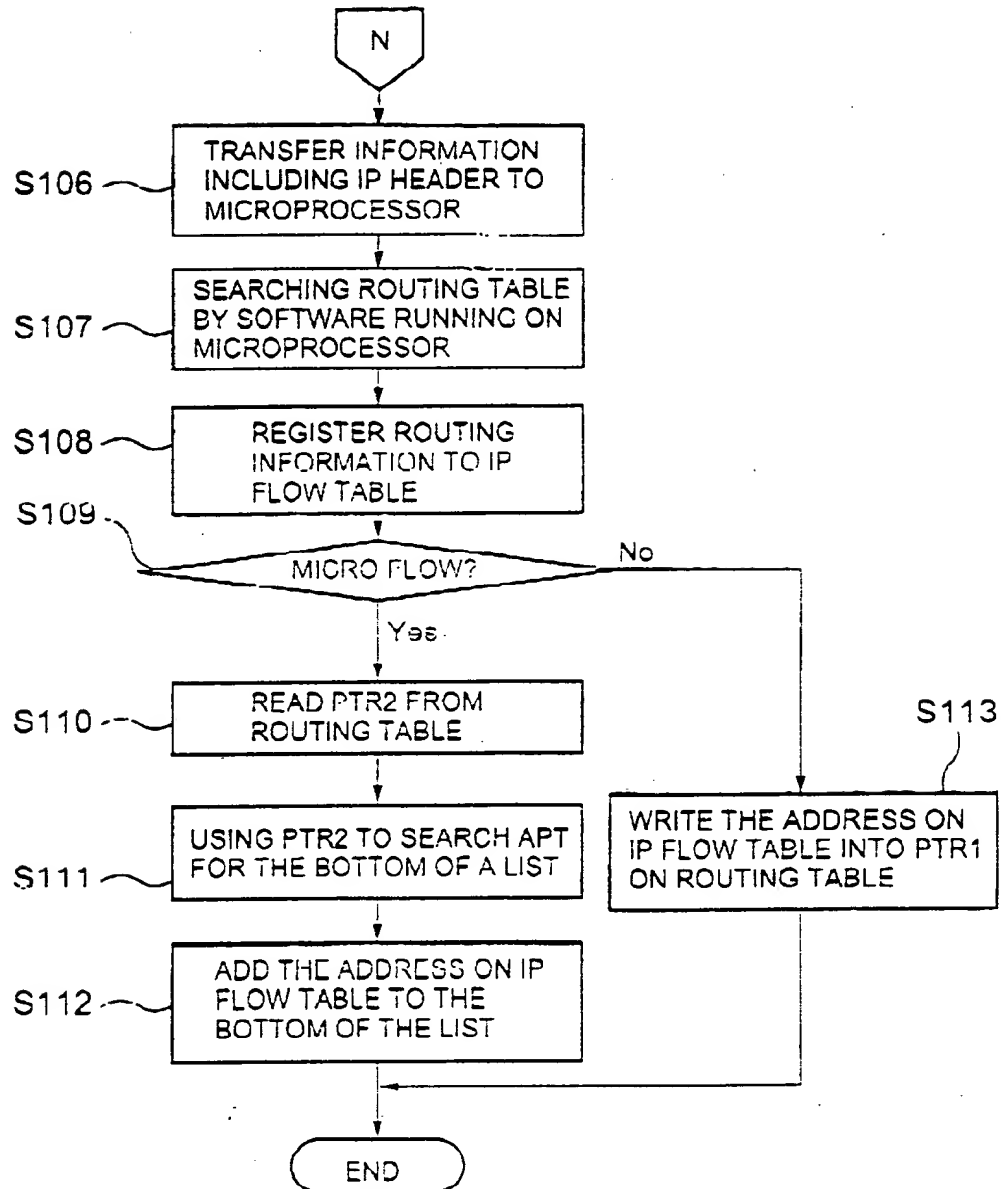 N
S106
TRANSFER INFORMATION
INCLUDING IP HEADER TO
MICROPROCESSOR
S107
SEARCHING ROUTING TABLE
BY SOFTWARE RUNNING ON
MICROPROCESSOR
S108
REGISTER ROUTING
INFORMATION TO IP
FLOW TABLE
S109
MICRO FLOW?
No
Yes
S110
READ PTR2 FROM
ROUTING TABLE
S111
USING PTR2 TO SEARCH APT
FOR THE BOTTOM OF A LIST
S112
ADD THE ADDRESS ON IP
FLOW TABLE TO THE
BOTTOM OF THE LIST
S113
WRITE THE ADDRESS ON
IP FLOW TABLE INTO PTR1
ON ROUTING TABLE
END